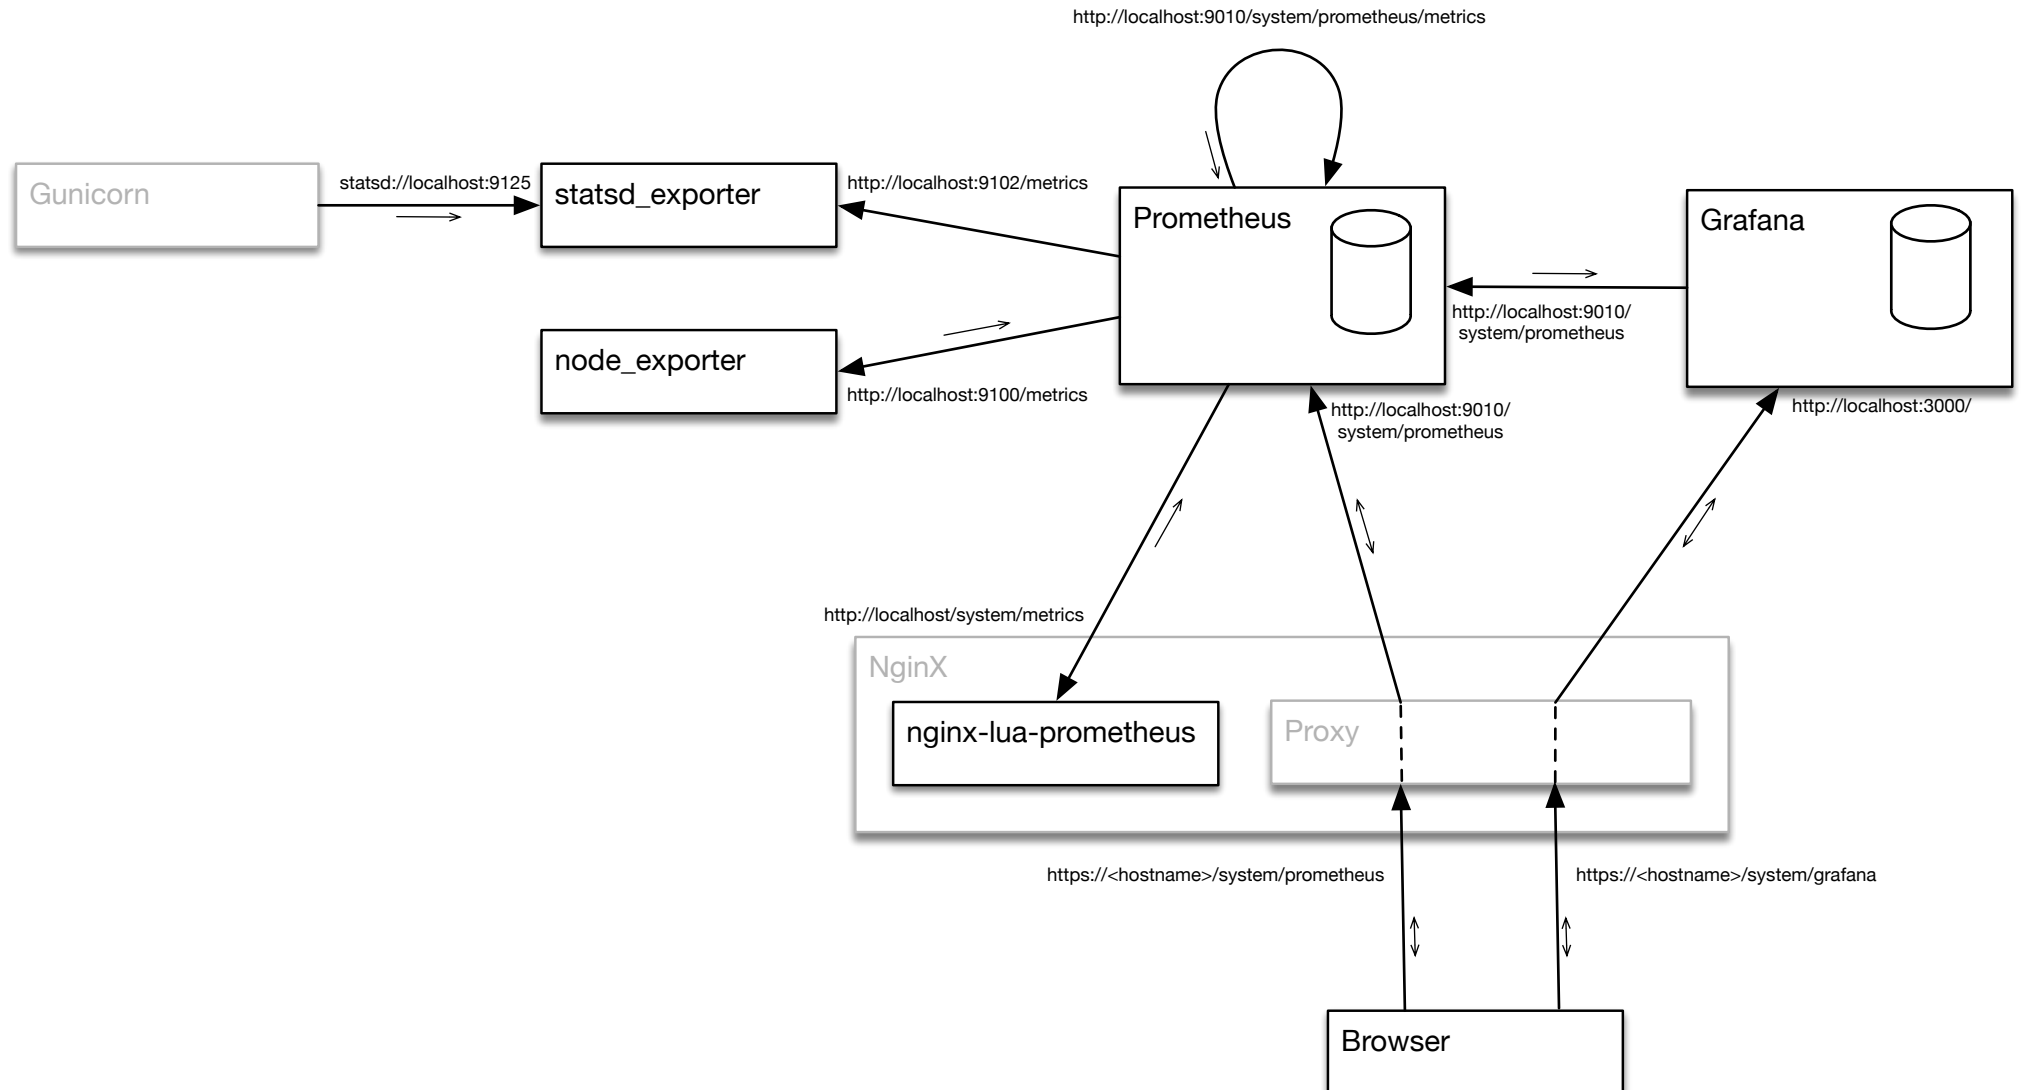 http://localhost:9010/system/prometheus/metrics
Gunicorn
statsd://localhost:9125
statsd_exporter
http://localhost:9102/metrics
Prometheus
Grafana
http://localhost:9010/
system/prometheus
node_exporter
http://localhost:9100/metrics
http://localhost:9010/
system/prometheus
http://localhost:3000/
http://localhost/system/metrics
NginX
nginx-lua-prometheus
Proxy
https://<hostname>/system/prometheus
https://<hostname>/system/grafana
Browser